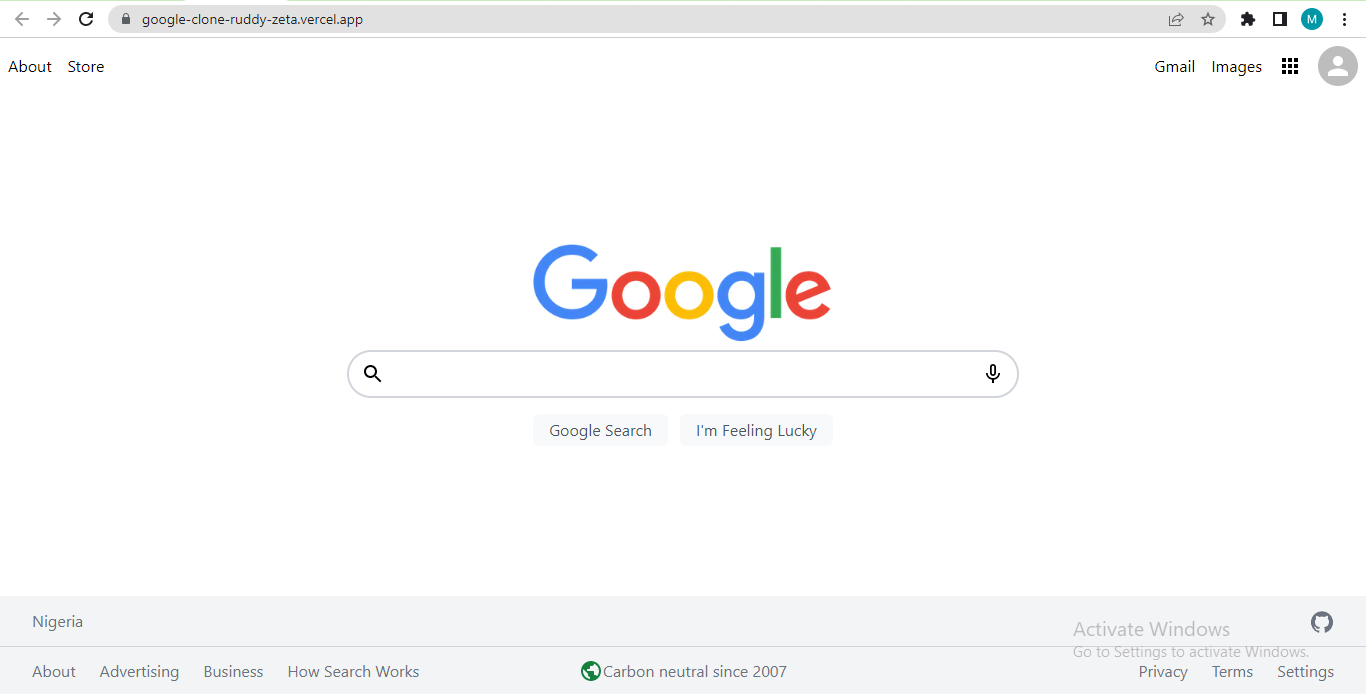 google-clone-ruddy-zeta.vercel.app
M
About Store
Gmail Images
Google
Google Search I'm Feeling Lucky
Nigeria
Activate Windows
Go to Settings to activate Windows.
About Advertising Business How Search Works
Carbon neutral since 2007
Privacy Terms Settings